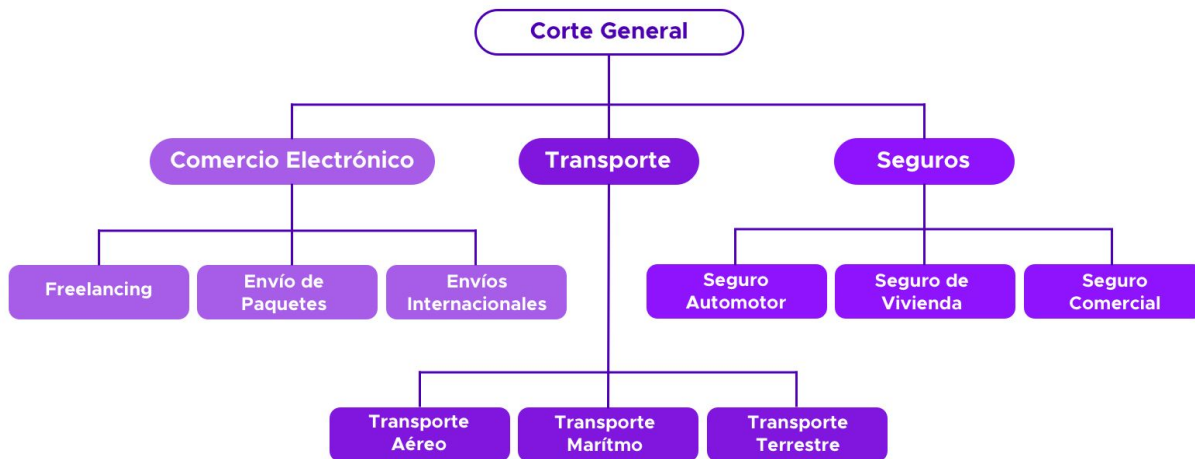 Corte General
Comercio Electrónico
Transporte
Seguros
Freelancing
Envío de
Paquetes
Envíos
Internacionales
Seguro
Automotor
Seguro de
Vivienda
Seguro
Comercial
Transporte
Aéreo
Transporte
Marítmo
Transporte
Terrestre